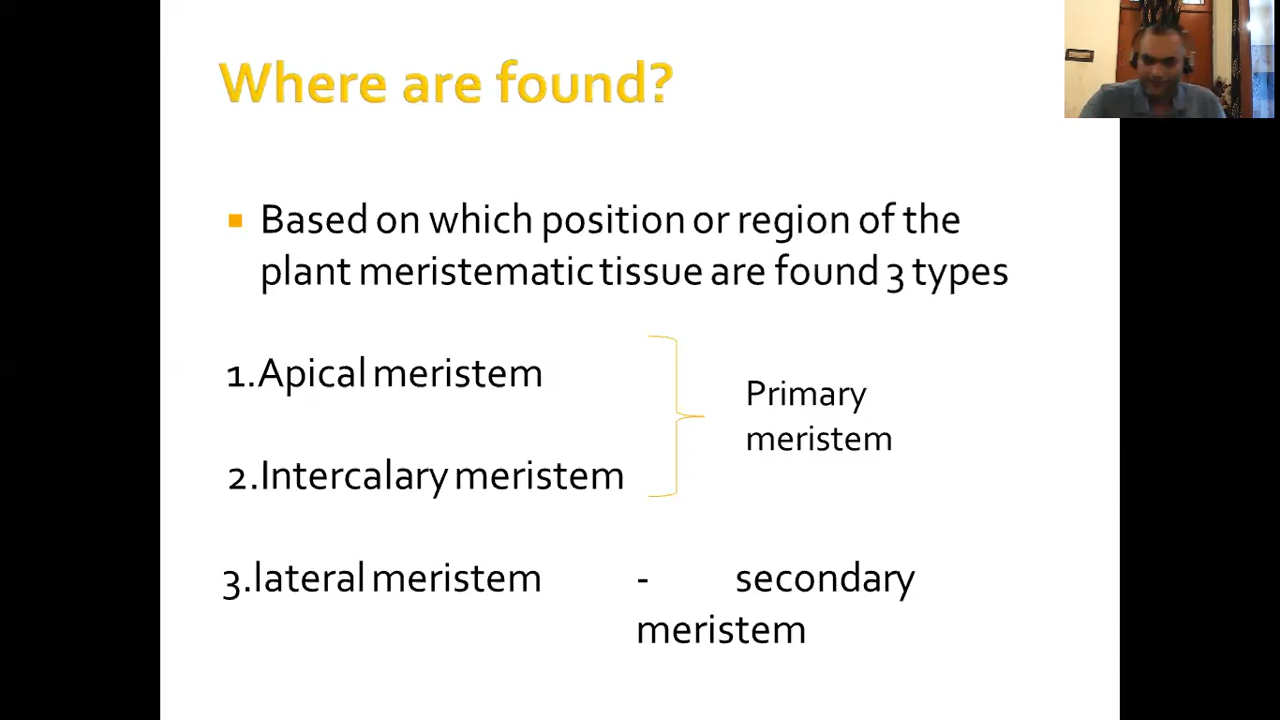 Where are found?
Based on which position or region of the
plant meristematic tissue are found 3 types
1.Apical meristem
Primary
meristem
2.Intercalary meristem
3.lateral meristem - secondary
meristem